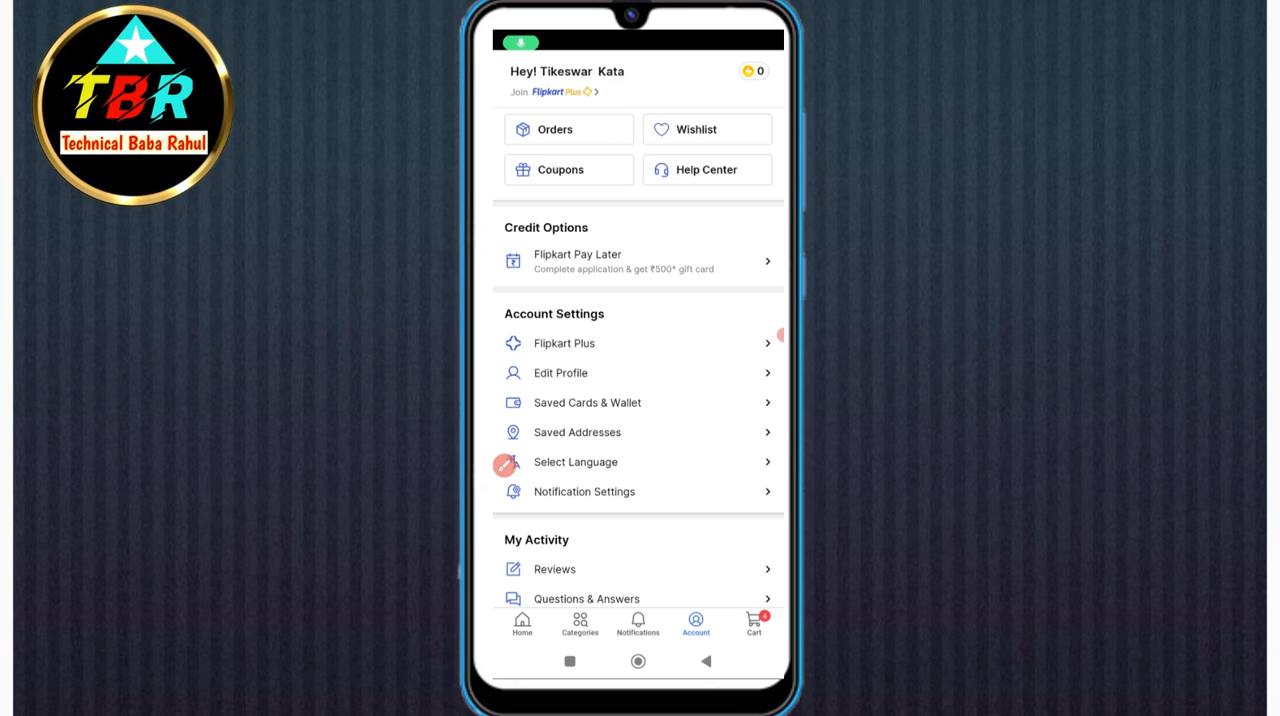 TBR
Technical Baba Rahul
Hey! Tikeswar Kata
0
Join Flipkart Plus
Orders
Wishlist
Coupons
Help Center
Credit Options
Flipkart Pay Later
Complete application & get ₹500* gift card
Account Settings
Flipkart Plus
Edit Profile
Saved Cards & Wallet
Saved Addresses
Select Language
Notification Settings
My Activity
Reviews
Questions & Answers
4
Home
Categories
Notifications
Account
Cart